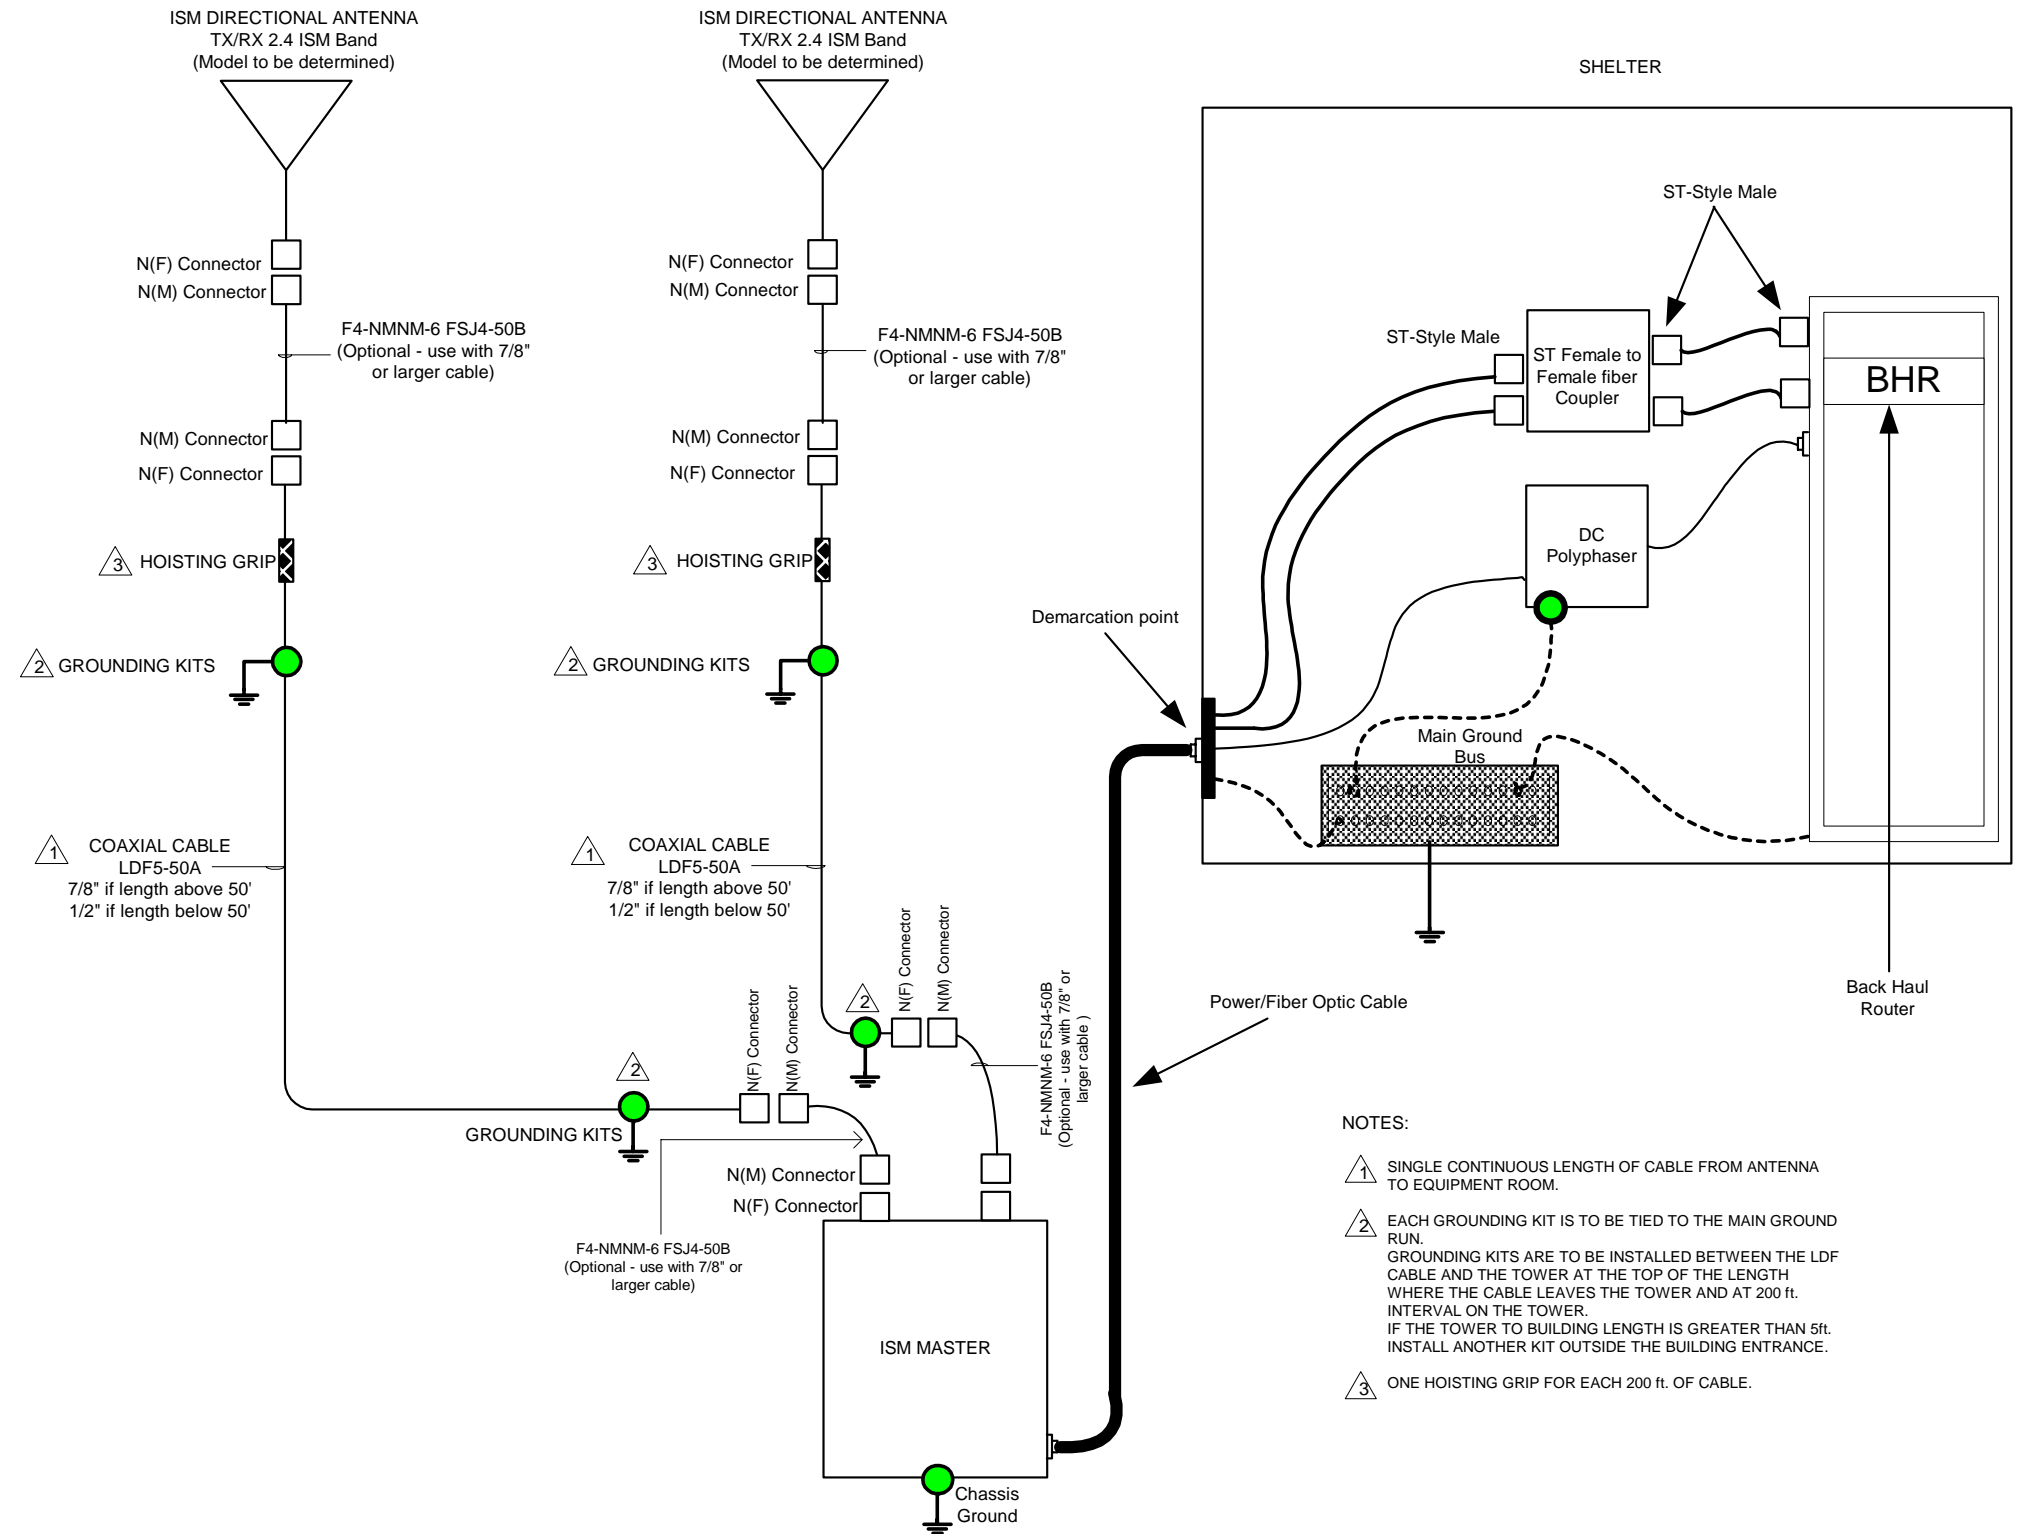 ISM DIRECTIONAL ANTENNA
TX/RX 2.4 ISM Band
(Model to be determined)
ISM DIRECTIONAL ANTENNA
TX/RX 2.4 ISM Band
(Model to be determined)
SHELTER
N(F) Connector
N(M) Connector
F4-NMNM-6 FSJ4-50B
(Optional - use with 7/8"
or larger cable)
N(M) Connector
N(F) Connector
3
HOISTING GRIP
2
GROUNDING KITS
1
COAXIAL CABLE
LDF5-50A
7/8" if length above 50'
1/2" if length below 50'
N(F) Connector
N(M) Connector
F4-NMNM-6 FSJ4-50B
(Optional - use with 7/8"
or larger cable)
N(M) Connector
N(F) Connector
3
HOISTING GRIP
2
GROUNDING KITS
1
COAXIAL CABLE
LDF5-50A
7/8" if length above 50'
1/2" if length below 50'
ST-Style Male
ST-Style Male
ST Female to
Female fiber
Coupler
BHR
DC
Polyphaser
Demarcation point
Main Ground
Bus
Back Haul
Router
Power/Fiber Optic Cable
2
N(F) Connector
N(M) Connector
F4-NMNM-6 FSJ4-50B
(Optional - use with 7/8" or
larger cable )
2
GROUNDING KITS
N(F) Connector
N(M) Connector
N(M) Connector
N(F) Connector
F4-NMNM-6 FSJ4-50B
(Optional - use with 7/8" or
larger cable)
ISM MASTER
Chassis
Ground
NOTES:
1
SINGLE CONTINUOUS LENGTH OF CABLE FROM ANTENNA
TO EQUIPMENT ROOM.
2
EACH GROUNDING KIT IS TO BE TIED TO THE MAIN GROUND
RUN.
GROUNDING KITS ARE TO BE INSTALLED BETWEEN THE LDF
CABLE AND THE TOWER AT THE TOP OF THE LENGTH
WHERE THE CABLE LEAVES THE TOWER AND AT 200 ft.
INTERVAL ON THE TOWER.
IF THE TOWER TO BUILDING LENGTH IS GREATER THAN 5ft.
INSTALL ANOTHER KIT OUTSIDE THE BUILDING ENTRANCE.
3
ONE HOISTING GRIP FOR EACH 200 ft. OF CABLE.